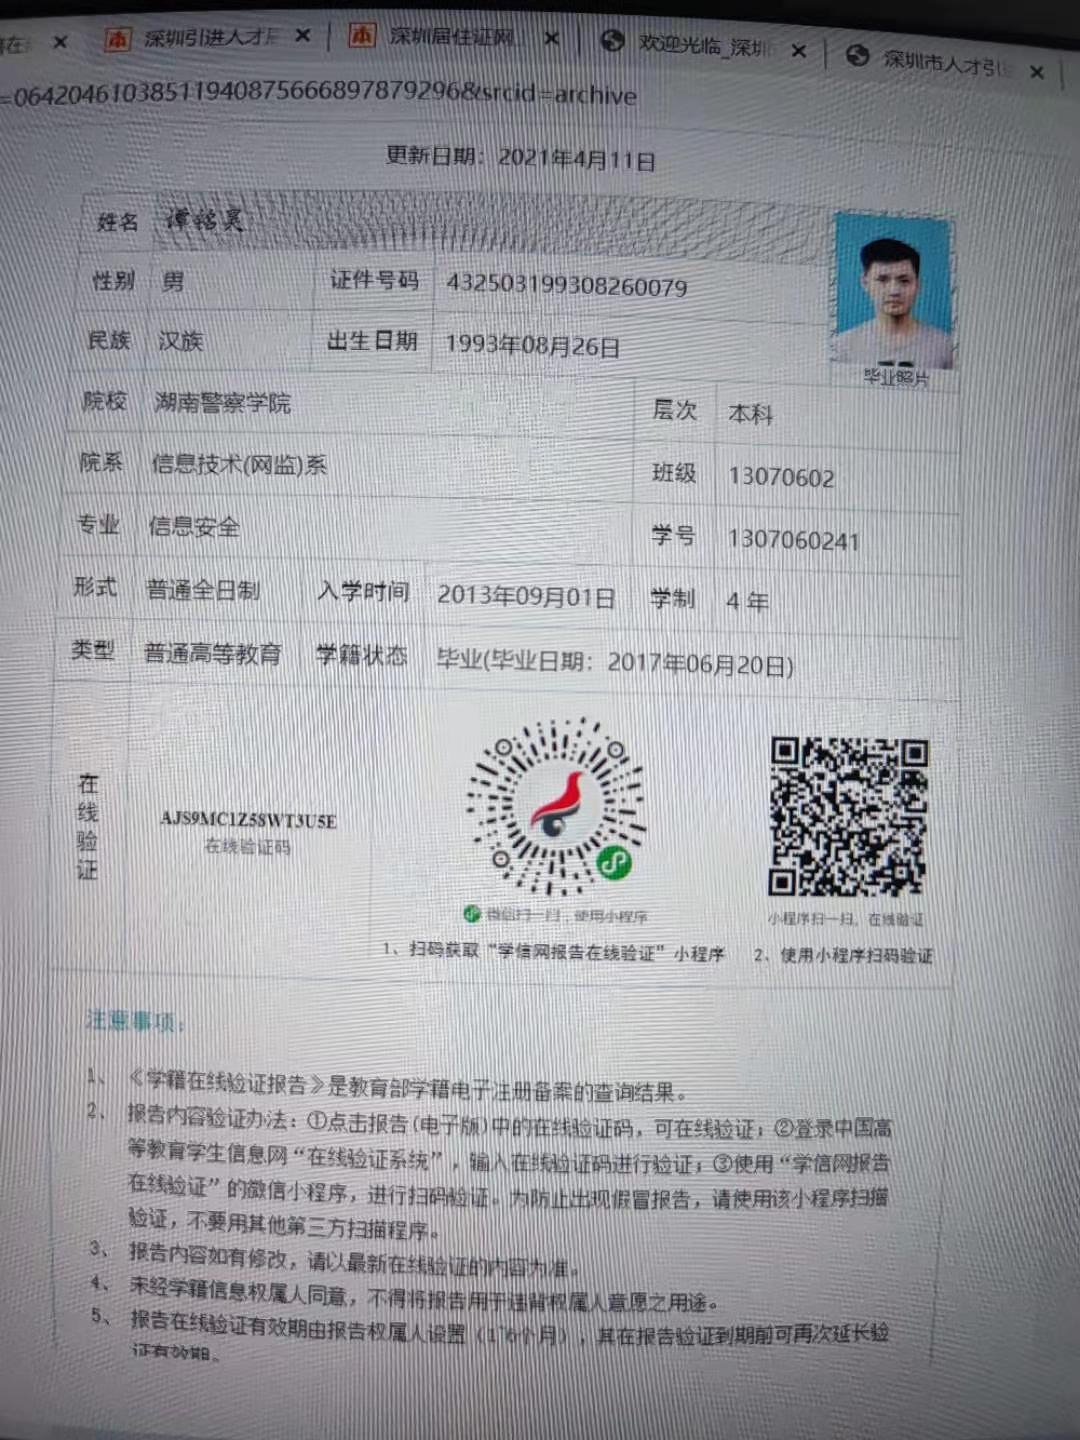 深圳引进人才
深圳居住证网
欢迎光临_深圳
深圳市人才引
=06420461038511940875666897879296&srcid=archive
更新日期：2021年4月11日
姓名 谭铭昊
性别 男 证件号码 432503199308260079
民族 汉族 出生日期 1993年08月26日
毕业照片
院校 湖南警察学院 层次 本科
院系 信息技术(网监)系 班级 13070602
专业 信息安全 学号 1307060241
形式 普通全日制 入学时间 2013年09月01日 学制 4 年
类型 普通高等教育 学籍状态 毕业(毕业日期：2017年06月20日)
在线验证
AJS9MC1Z58WT3U5E
在线验证码
微信扫一扫，使用小程序
小程序扫一扫，在线验证
1、扫码获取“学信网报告在线验证”小程序
2、使用小程序扫码验证
注意事项：
1、《学籍在线验证报告》是教育部学籍电子注册备案的查询结果。
2、报告内容验证办法：①点击报告(电子版)中的在线验证码，可在线验证；②登录中国高
等教育学生信息网“在线验证系统”，输入在线验证码进行验证；③使用“学信网报告
在线验证”的微信小程序，进行扫码验证。为防止出现假冒报告，请使用该小程序扫描
验证，不要用其他第三方扫描程序。
3、报告内容如有修改，请以最新在线验证的内容为准。
4、未经学籍信息权属人同意，不得将报告用于违背权属人意愿之用途。
5、报告在线验证有效期由报告权属人设置（1~6个月），其在报告验证到期前可再次延长验
证有效期。